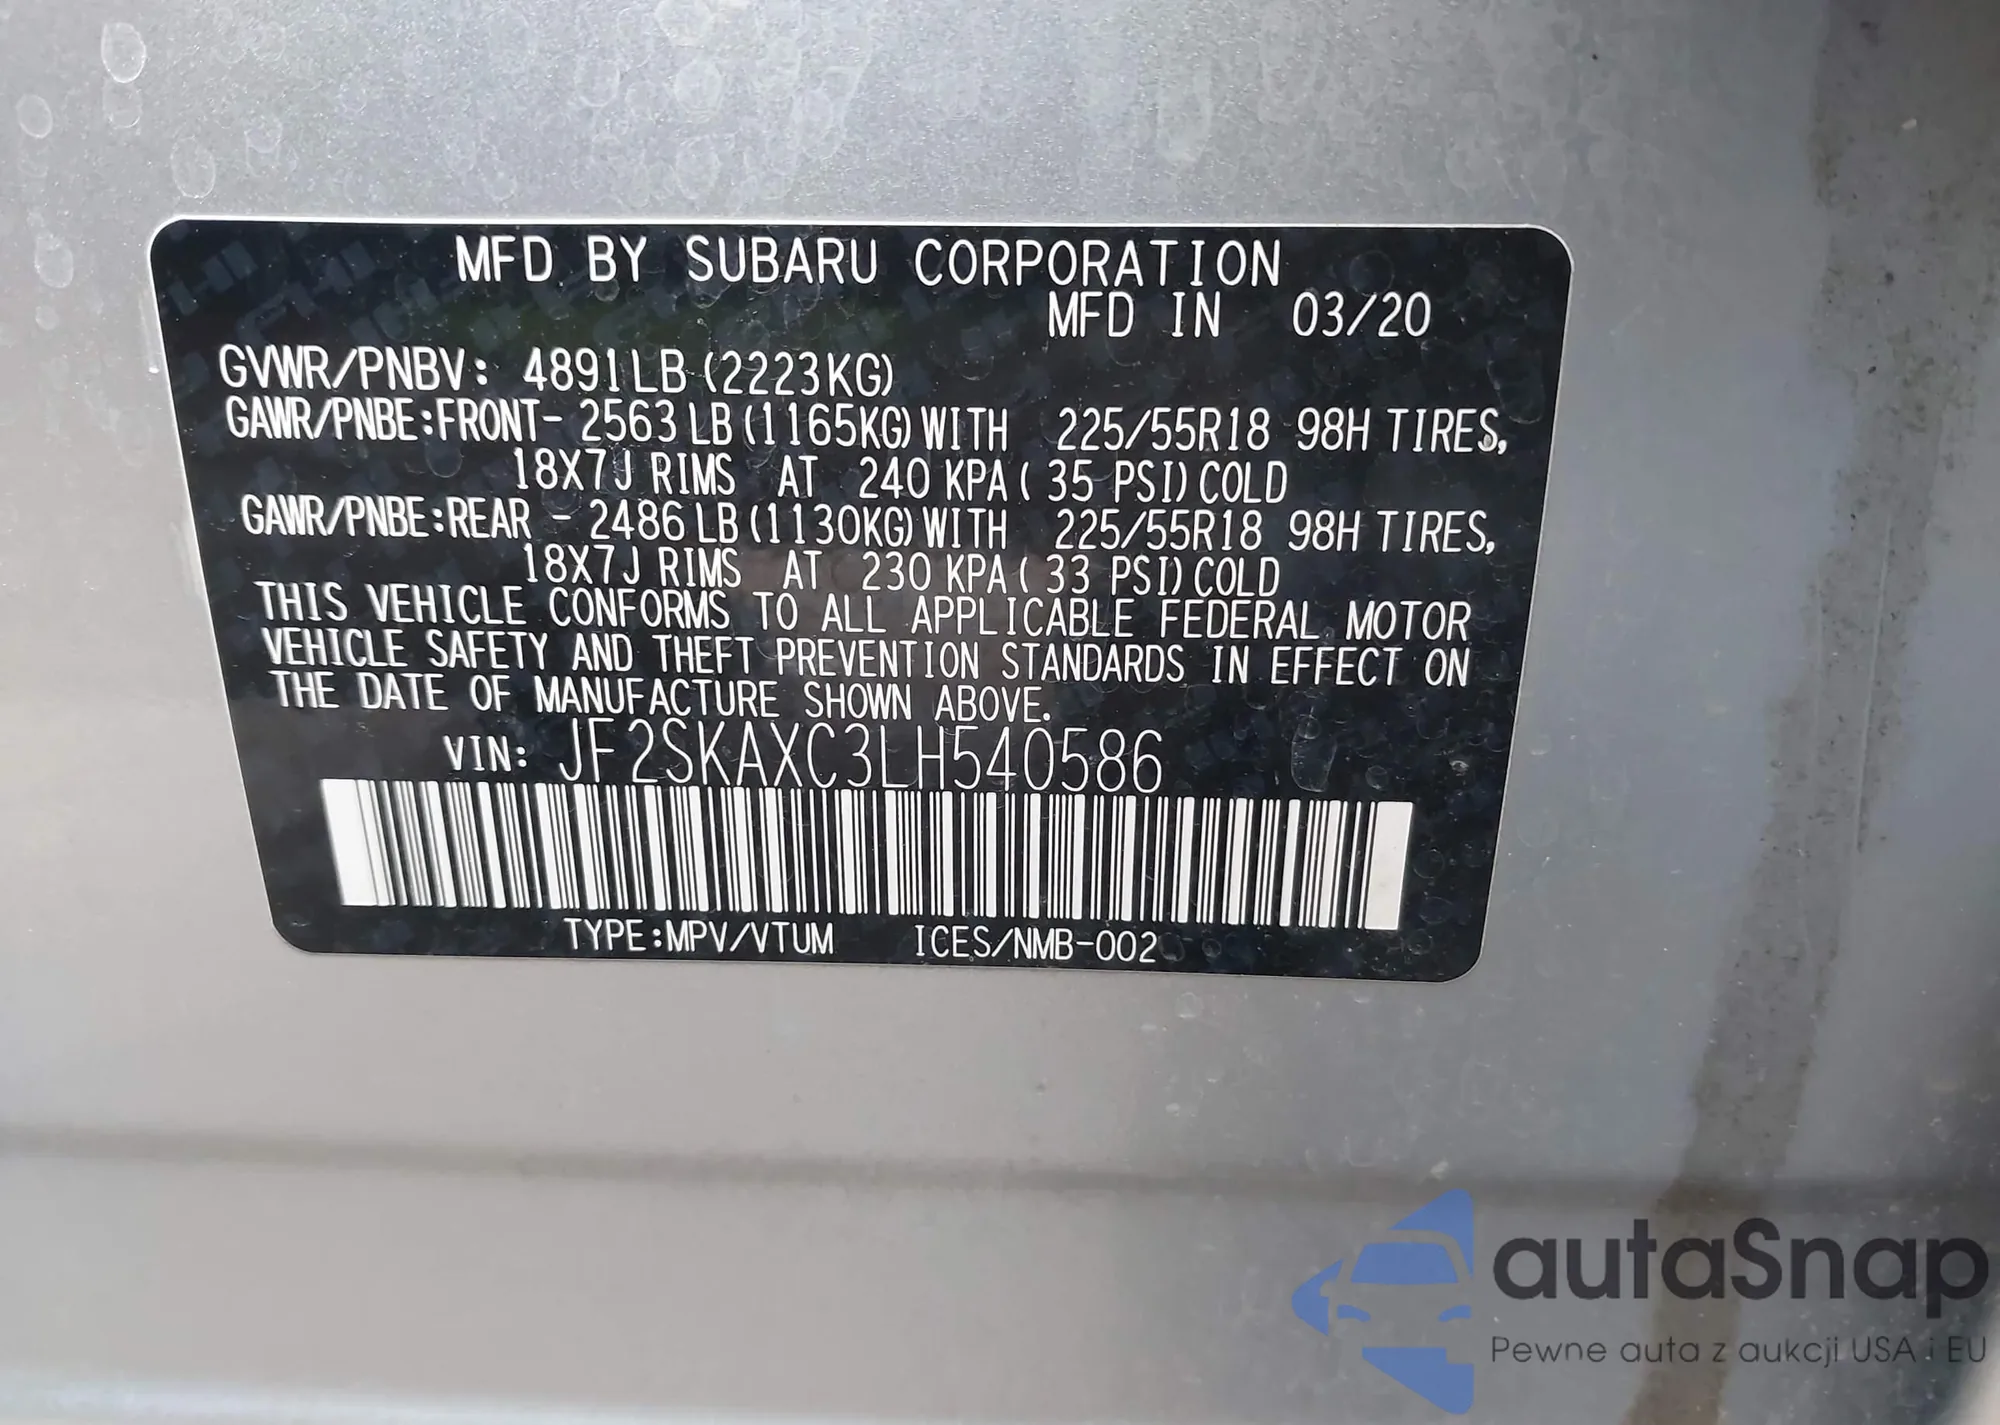 MFD BY SUBARU CORPORATION
MFD IN 03/20
GVWR/PNBV: 4891LB (2223KG)
GAWR/PNBE:FRONT- 2563 LB (1165KG) WITH 225/55R18 98H TIRES,
18X7J RIMS AT 240 KPA ( 35 PSI) COLD
GAWR/PNBE:REAR - 2486 LB (1130KG) WITH 225/55R18 98H TIRES,
18X7J RIMS AT 230 KPA ( 33 PSI) COLD
THIS VEHICLE CONFORMS TO ALL APPLICABLE FEDERAL MOTOR
VEHICLE SAFETY AND THEFT PREVENTION STANDARDS IN EFFECT ON
THE DATE OF MANUFACTURE SHOWN ABOVE.
VIN: JF2SKAXC3LH540586
TYPE:MPV/VTUM ICES/NMB-002
autaSnap
Pewne auta z aukcji USA i EU